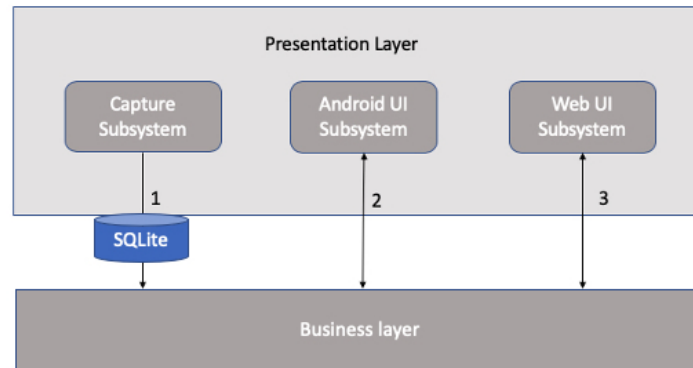 Presentation Layer
Capture
Subsystem
Android UI
Subsystem
Web UI
Subsystem
1
2
3
SQLite
Business layer